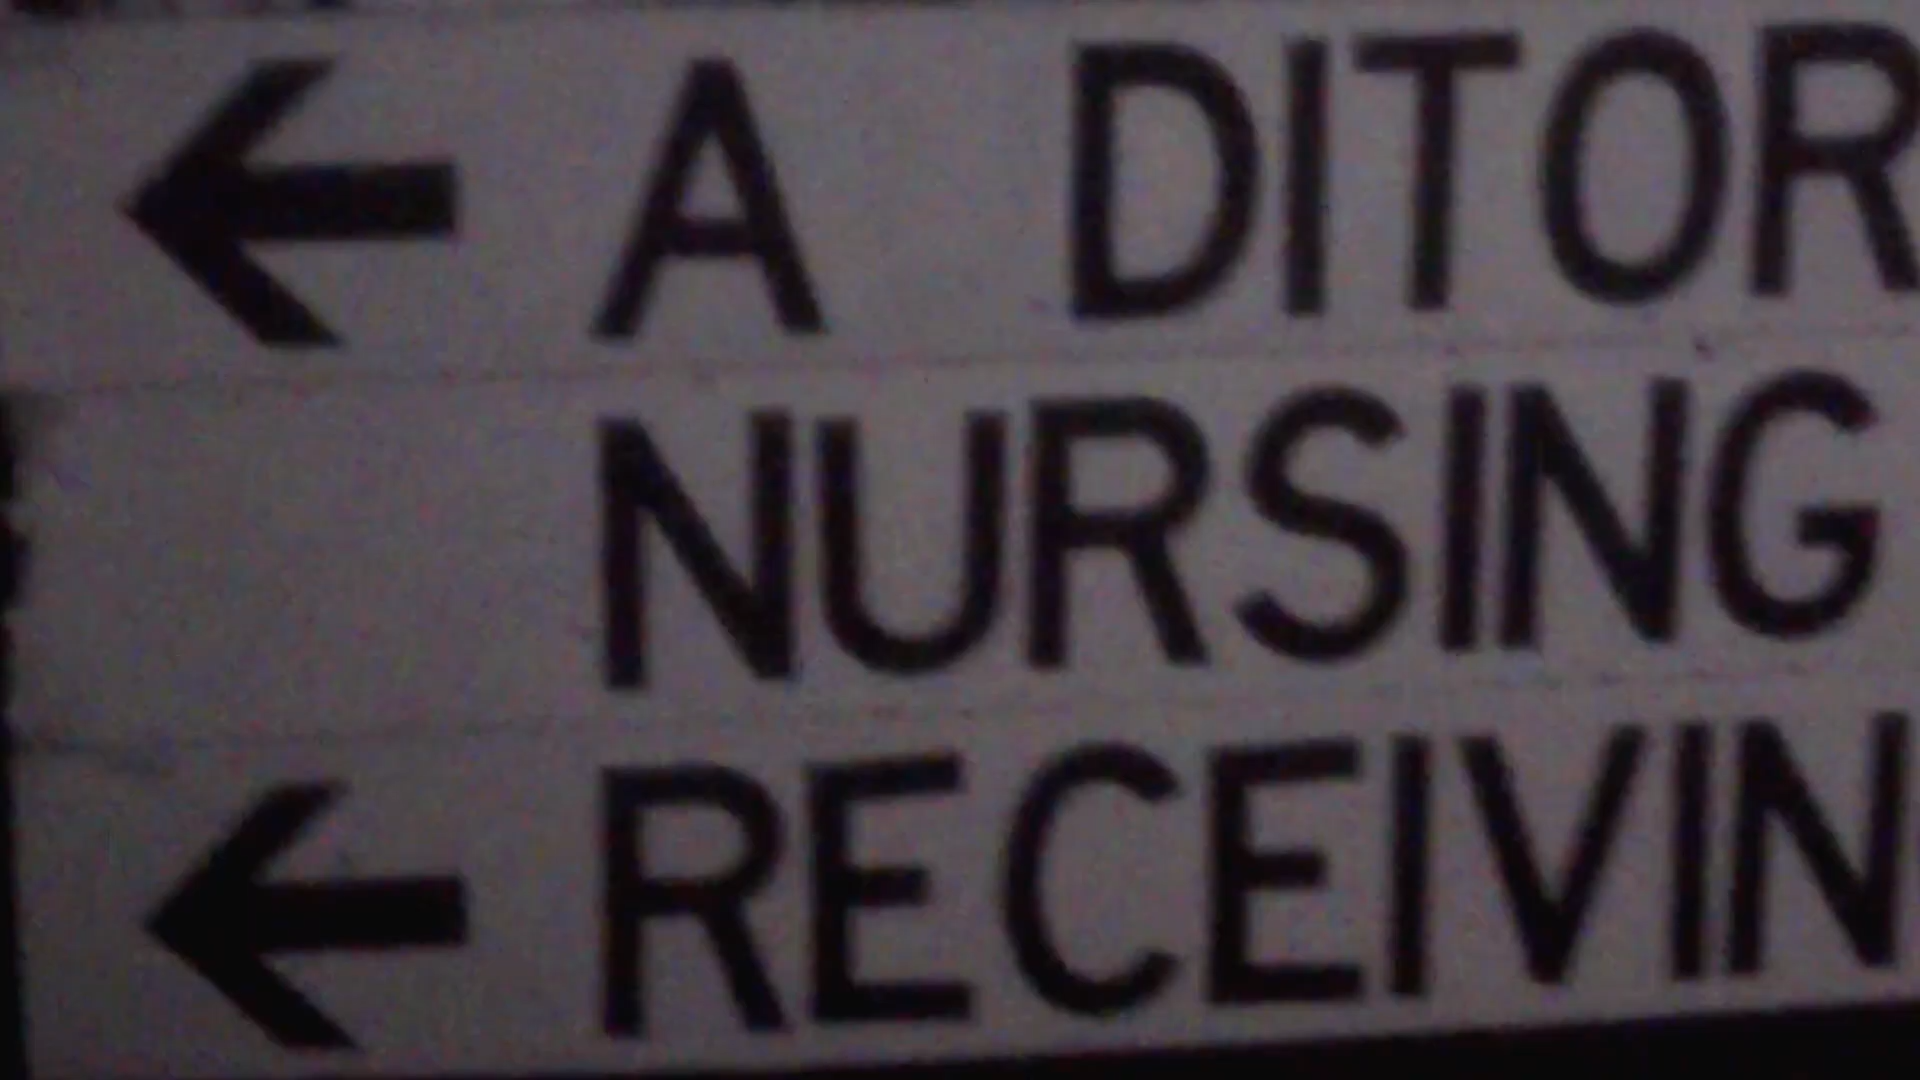 ← A DITOR
NURSING
← RECEIVIN